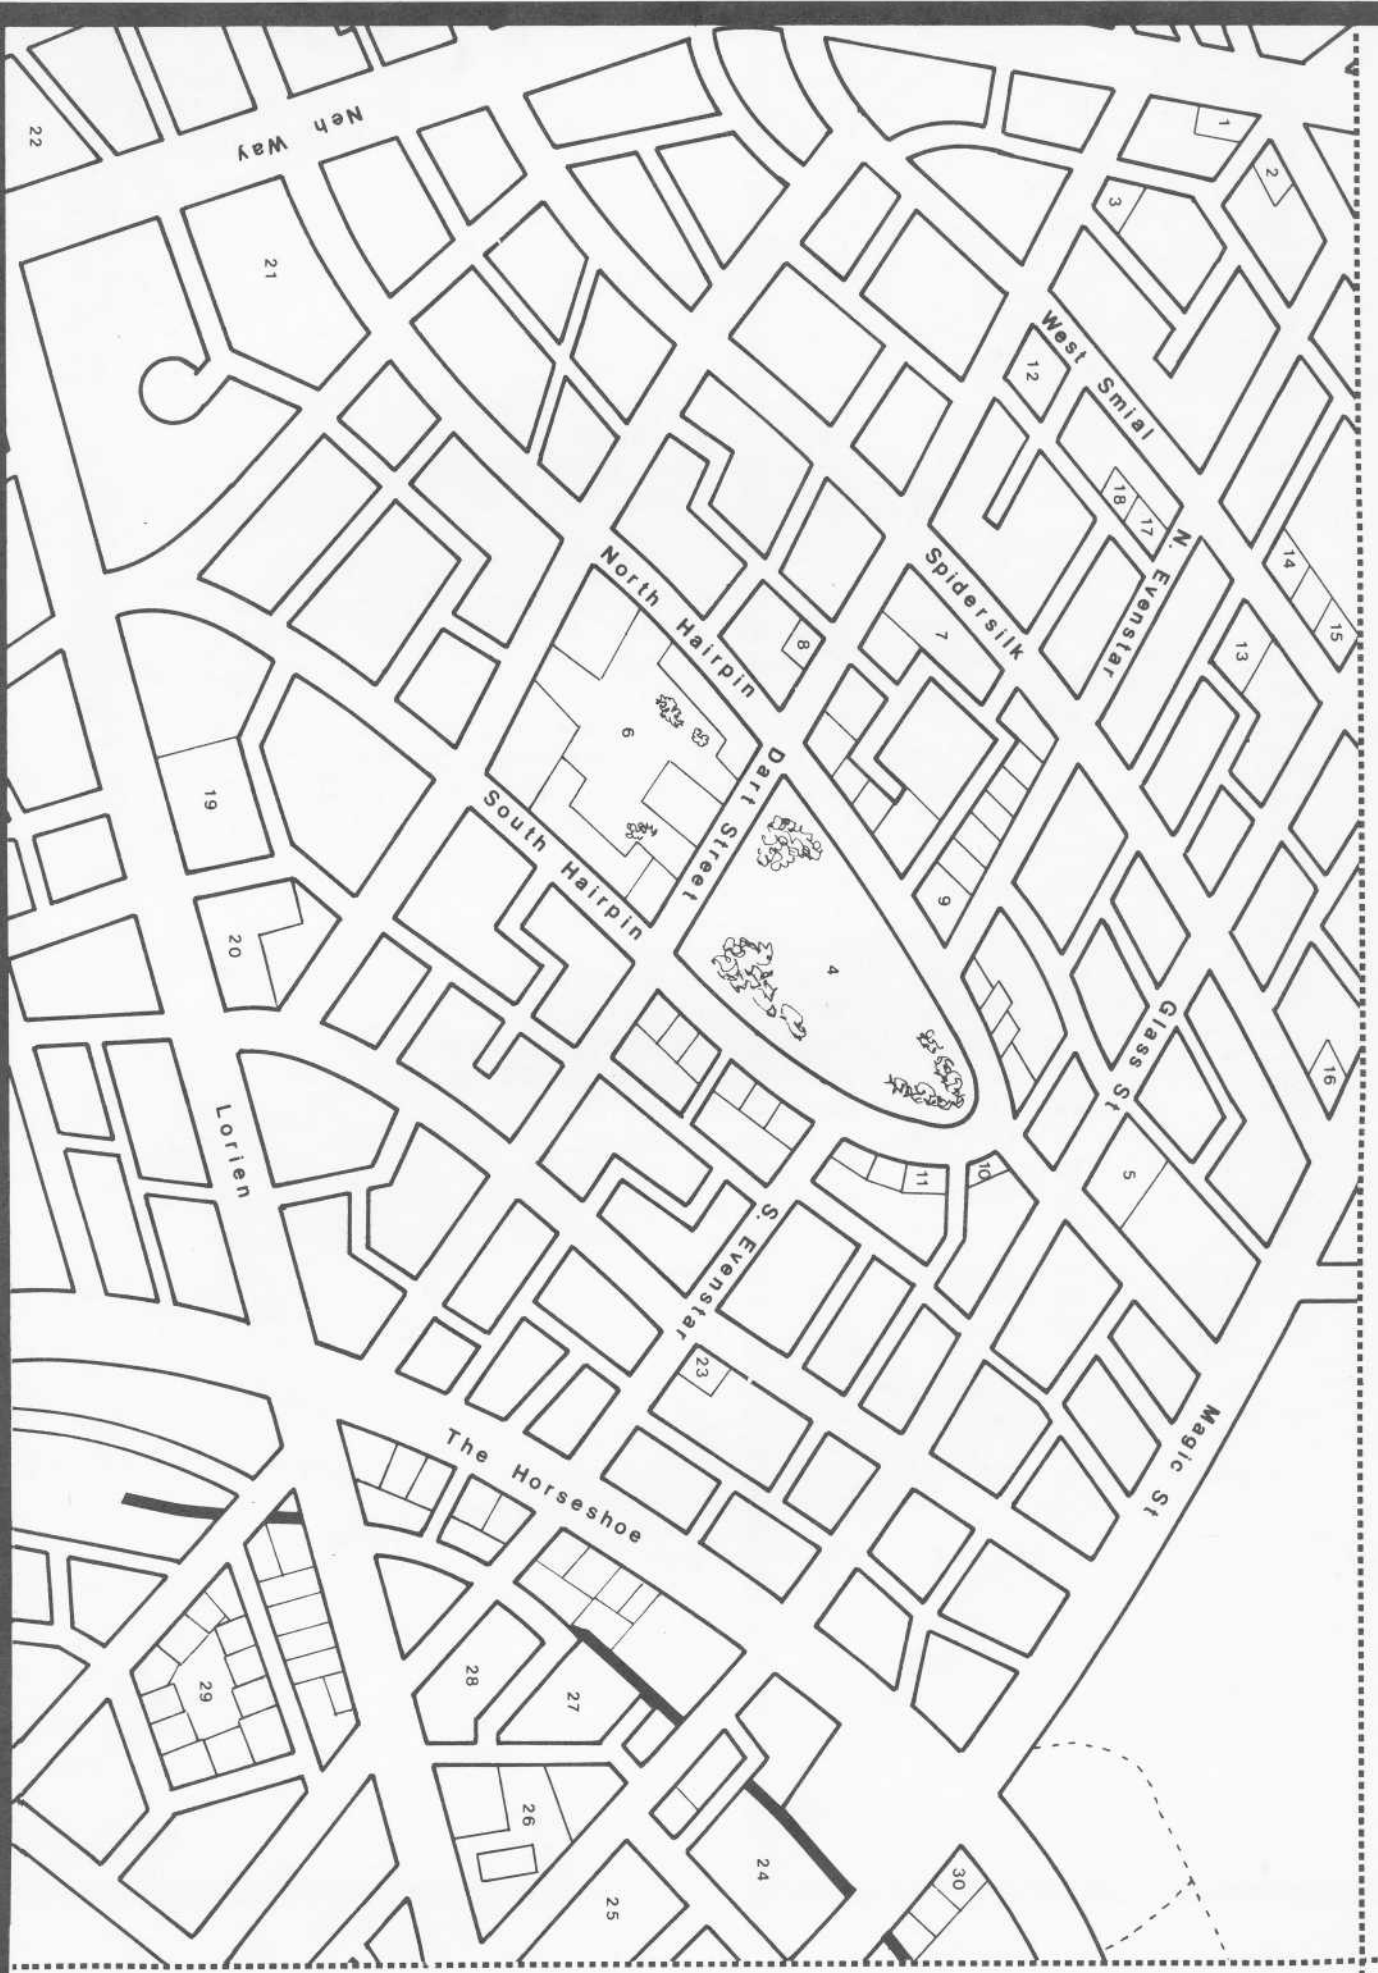 1
22
Neh Way
2
3
21
West Smial
12
18
17
N. Evenstar
14
15
13
Spidersilk
7
8
North Hairpin
6
Dart Street
19
South Hairpin
9
20
4
Glass St
16
Lorien
5
10
11
S. Evenstar
23
Magic St
The Horseshoe
28
27
29
26
24
30
25